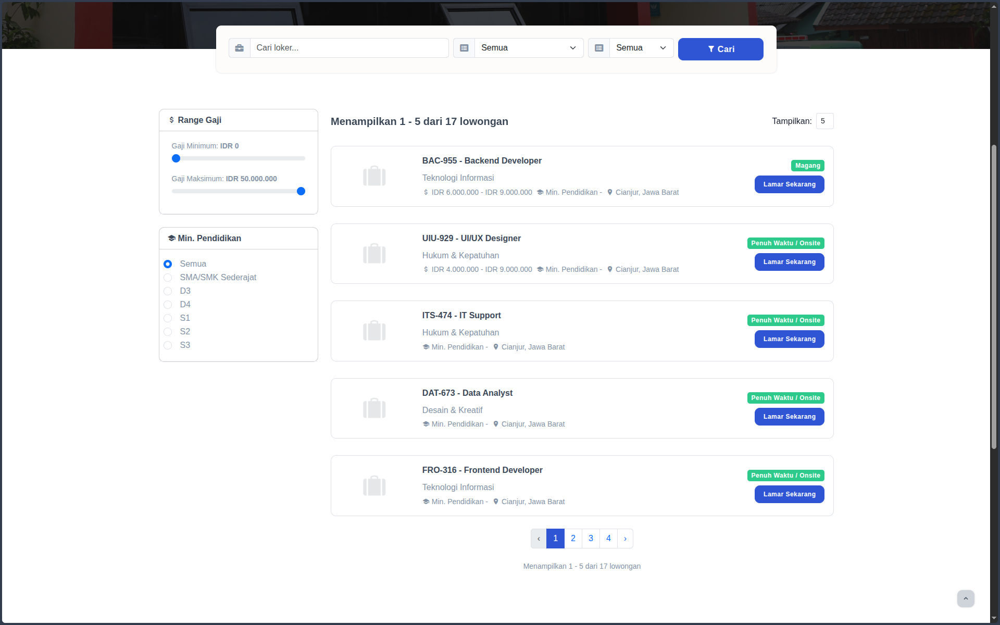 Cari loker...
Semua
Semua
Cari
Range Gaji
Gaji Minimum: IDR 0
Gaji Maksimum: IDR 50.000.000
Min. Pendidikan
Semua
SMA/SMK Sederajat
D3
D4
S1
S2
S3
Menampilkan 1 - 5 dari 17 lowongan
Tampilkan: 5
BAC-955 - Backend Developer
Teknologi Informasi
IDR 6.000.000 - IDR 9.000.000 Min. Pendidikan - Cianjur, Jawa Barat
Magang
Lamar Sekarang
UIU-929 - UI/UX Designer
Hukum & Kepatuhan
IDR 4.000.000 - IDR 9.000.000 Min. Pendidikan - Cianjur, Jawa Barat
Penuh Waktu / Onsite
Lamar Sekarang
ITS-474 - IT Support
Hukum & Kepatuhan
Min. Pendidikan - Cianjur, Jawa Barat
Penuh Waktu / Onsite
Lamar Sekarang
DAT-673 - Data Analyst
Desain & Kreatif
Min. Pendidikan - Cianjur, Jawa Barat
Penuh Waktu / Onsite
Lamar Sekarang
FRO-316 - Frontend Developer
Teknologi Informasi
Min. Pendidikan - Cianjur, Jawa Barat
Penuh Waktu / Onsite
Lamar Sekarang
‹ 1 2 3 4 ›
Menampilkan 1 - 5 dari 17 lowongan